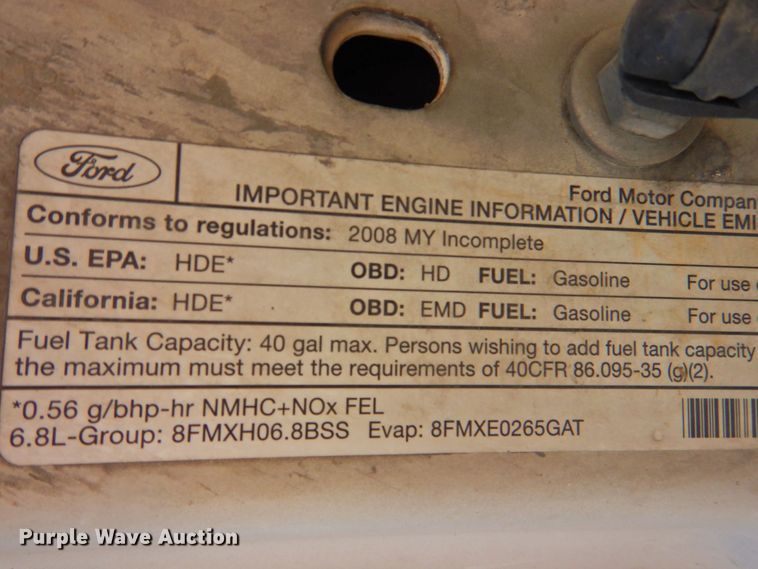 Ford
Ford Motor Compan
IMPORTANT ENGINE INFORMATION / VEHICLE EMI
Conforms to regulations: 2008 MY Incomplete
U.S. EPA: HDE* OBD: HD FUEL: Gasoline For use
California: HDE* OBD: EMD FUEL: Gasoline For use
Fuel Tank Capacity: 40 gal max. Persons wishing to add fuel tank capacity
the maximum must meet the requirements of 40CFR 86.095-35 (g)(2).
*0.56 g/bhp-hr NMHC+NOx FEL
6.8L-Group: 8FMXH06.8BSS Evap: 8FMXE0265GAT
Purple Wave Auction